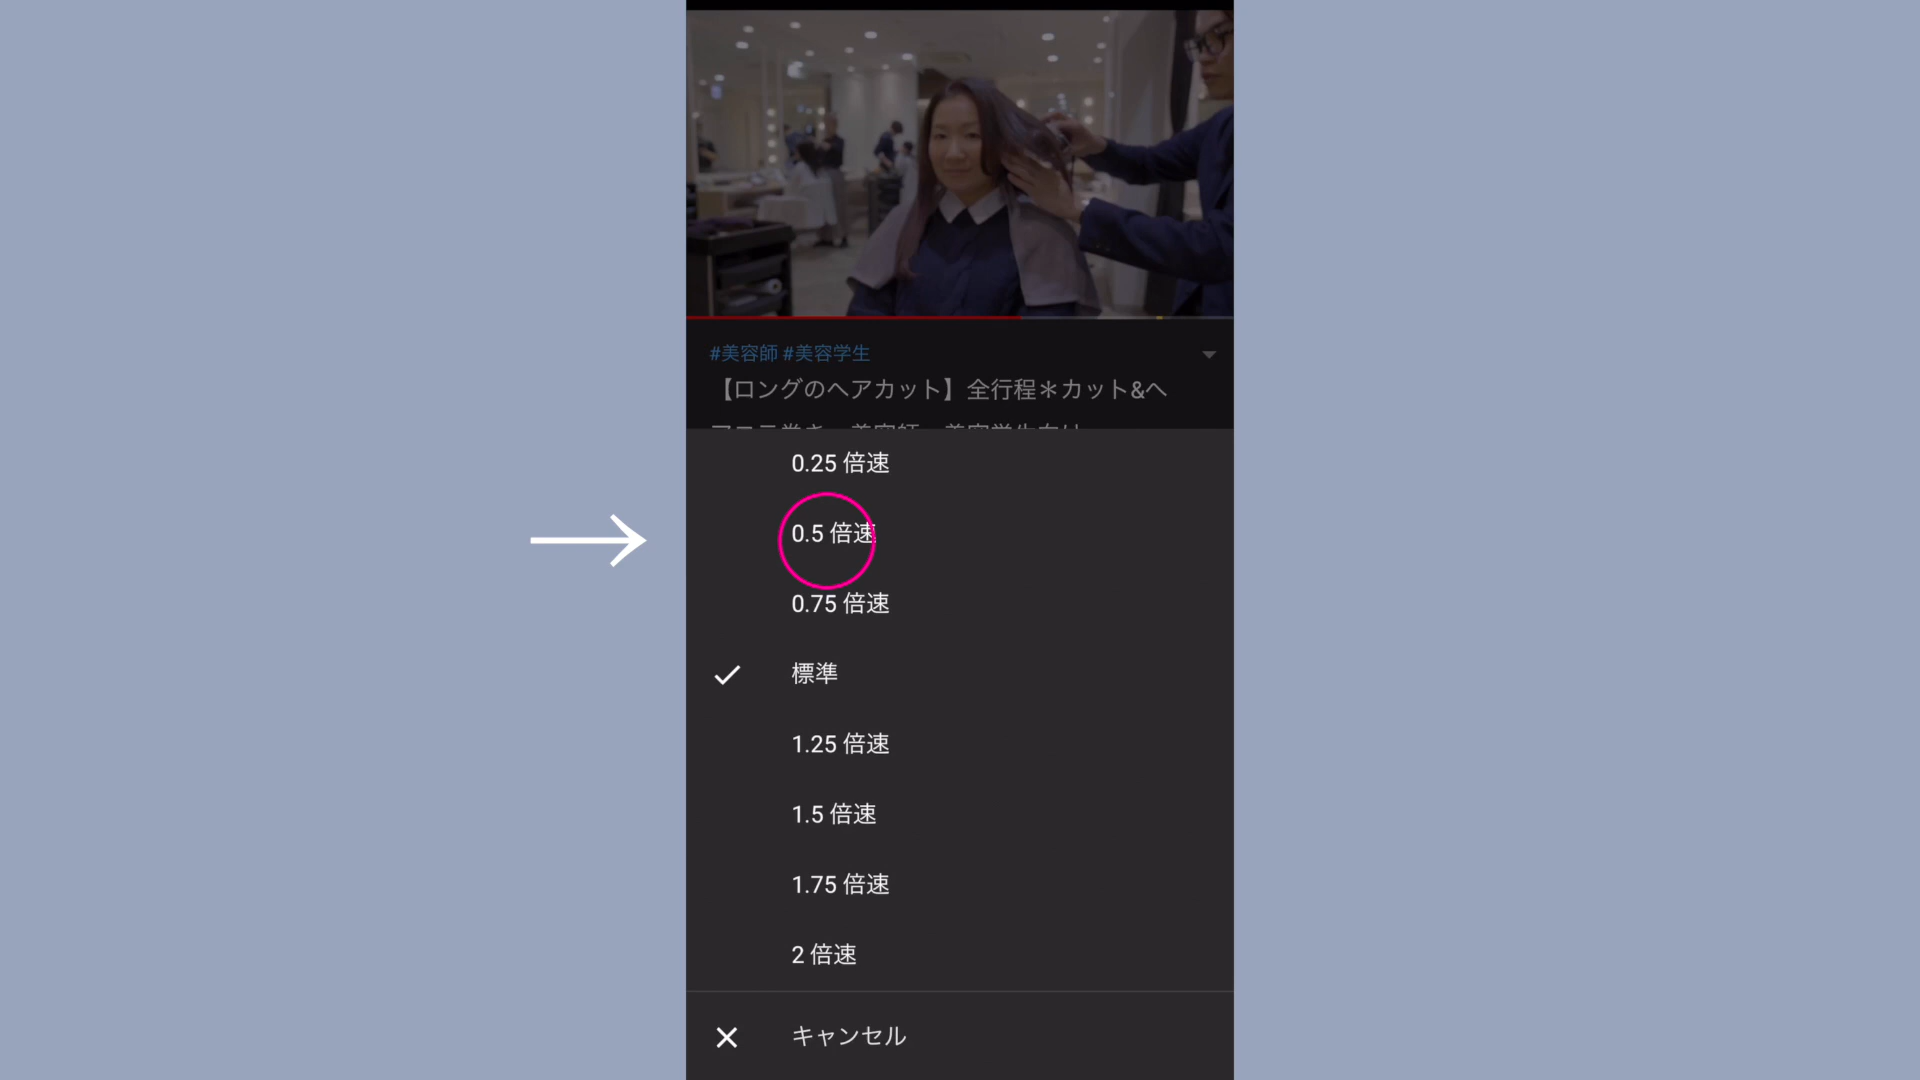 #美容師 #美容学生
【ロングのヘアカット】全行程＊カット&ヘ
0.25 倍速
0.5 倍速
0.75 倍速
標準
1.25 倍速
1.5 倍速
1.75 倍速
2 倍速
キャンセル